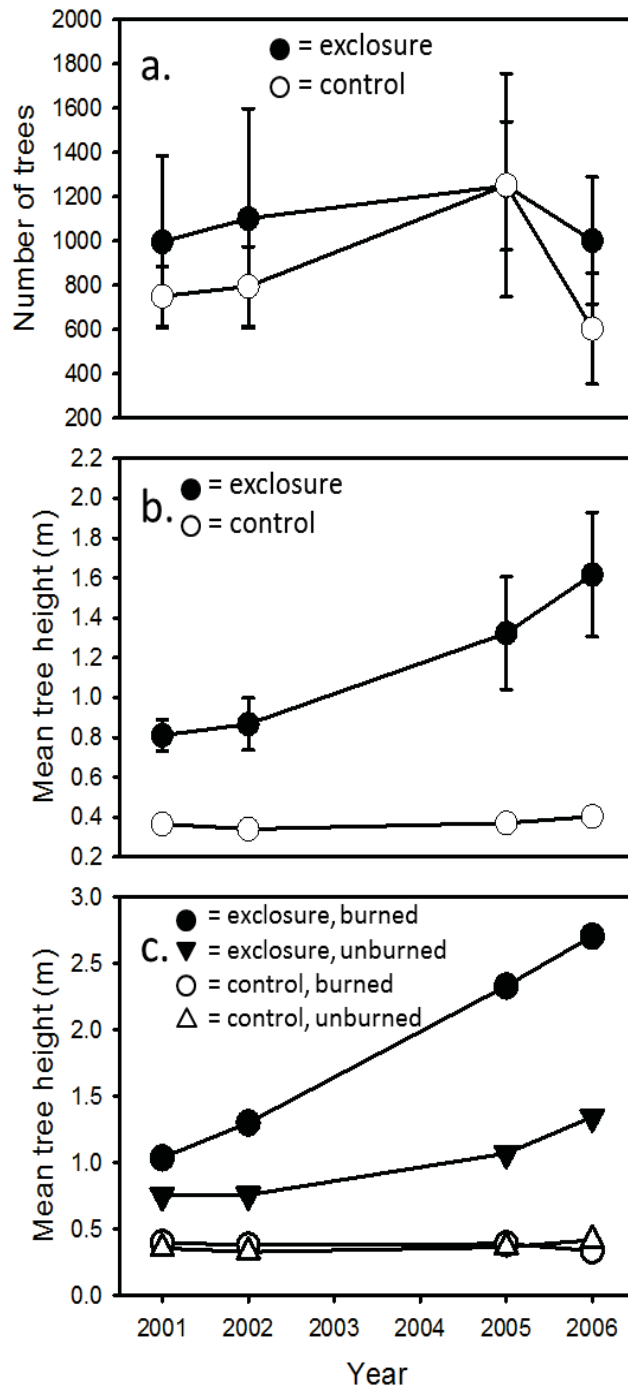 2000
1800
1600
1400
1200
1000
800
600
400
200
Number of trees
a.
= exclosure
= control
2.2
2.0
1.8
1.6
1.4
1.2
1.0
0.8
0.6
0.4
0.2
Mean tree height (m)
b.
= exclosure
= control
3.0
2.5
2.0
1.5
1.0
0.5
0.0
Mean tree height (m)
c.
= exclosure, burned
= exclosure, unburned
= control, burned
= control, unburned
2001 2002 2003 2004 2005 2006
Year